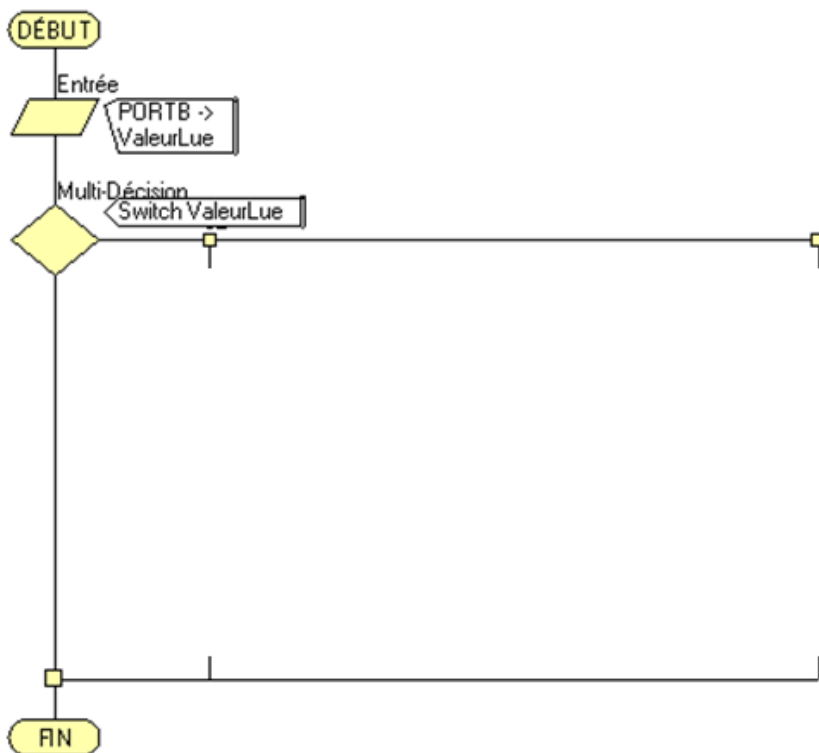 DÉBUT
Entrée
PORTB ->
ValeurLue
Multi-Décision
Switch ValeurLue
FIN